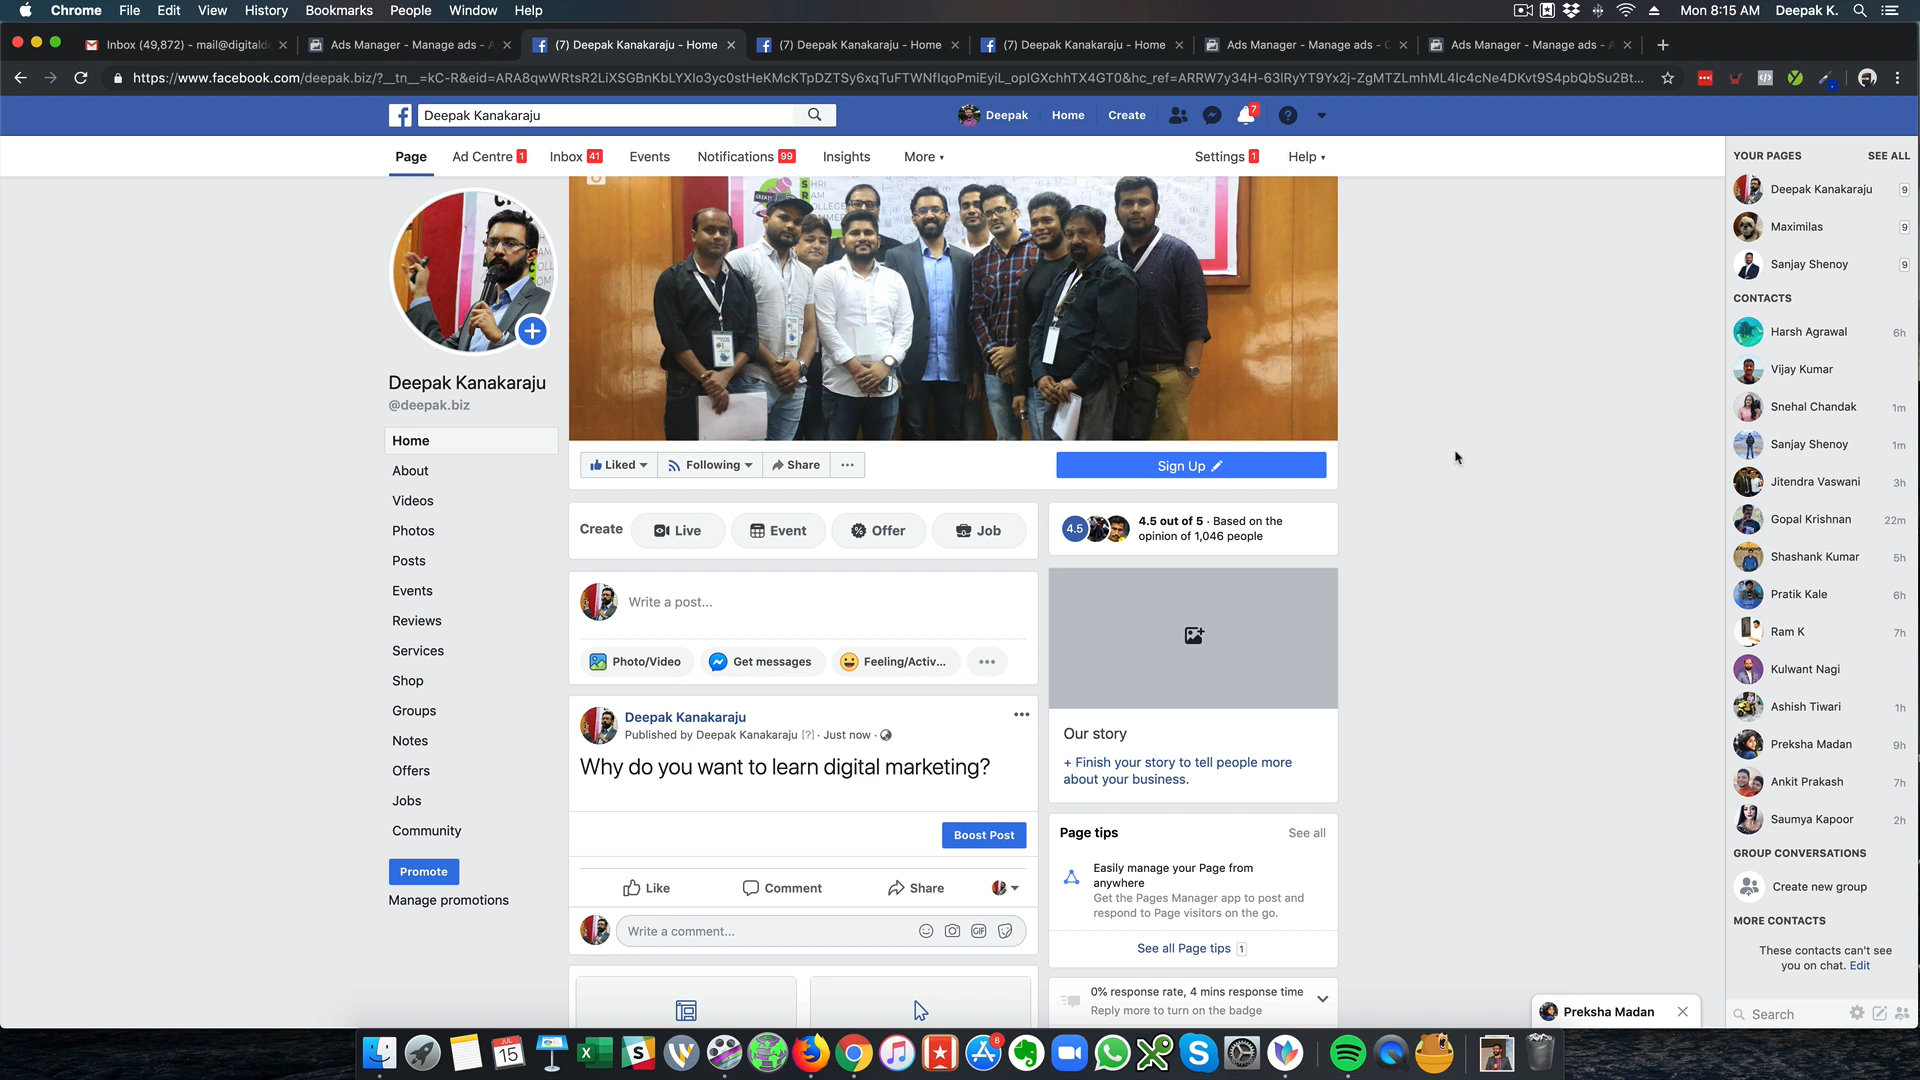 Chrome File Edit View History Bookmarks People Window Help
Mon 8:15 AM Deepak K.
Inbox (49,872) - mail@digitald
Ads Manager - Manage ads - A
(7) Deepak Kanakaraju - Home
(7) Deepak Kanakaraju - Home
(7) Deepak Kanakaraju - Home
Ads Manager - Manage ads - C
Ads Manager - Manage ads - A
Deepak Kanakaraju
Deepak Home Create
7
Page Ad Centre 1 Inbox 41 Events Notifications 99 Insights More
Settings 1 Help
SHRI
RAM
COLLEGE
Deepak Kanakaraju
@deepak.biz
Home
About
Videos
Photos
Posts
Events
Reviews
Services
Shop
Groups
Notes
Offers
Jobs
Community
Promote
Manage promotions
Liked Following Share
Sign Up
Create Live Event Offer Job
Write a post...
Photo/Video Get messages Feeling/Activ...
Deepak Kanakaraju
Published by Deepak Kanakaraju [?] · Just now ·
Why do you want to learn digital marketing?
Boost Post
Like Comment Share
Write a comment...
GIF
4.5
4.5 out of 5 · Based on the
opinion of 1,046 people
Our story
+ Finish your story to tell people more
about your business.
Page tips See all
Easily manage your Page from
anywhere
Get the Pages Manager app to post and
respond to Page visitors on the go.
See all Page tips 1
0% response rate, 4 mins response time
Reply more to turn on the badge
YOUR PAGES SEE ALL
Deepak Kanakaraju 9
Maximilas 9
Sanjay Shenoy 9
CONTACTS
Harsh Agrawal 6h
Vijay Kumar
Snehal Chandak 1m
Sanjay Shenoy 1m
Jitendra Vaswani 3h
Gopal Krishnan 22m
Shashank Kumar 5h
Pratik Kale 6h
Ram K 7h
Kulwant Nagi
Ashish Tiwari 1h
Preksha Madan 9h
Ankit Prakash 7h
Saumya Kapoor 2h
GROUP CONVERSATIONS
Create new group
MORE CONTACTS
These contacts can't see
you on chat. Edit
Preksha Madan
Search
JUL
15
8